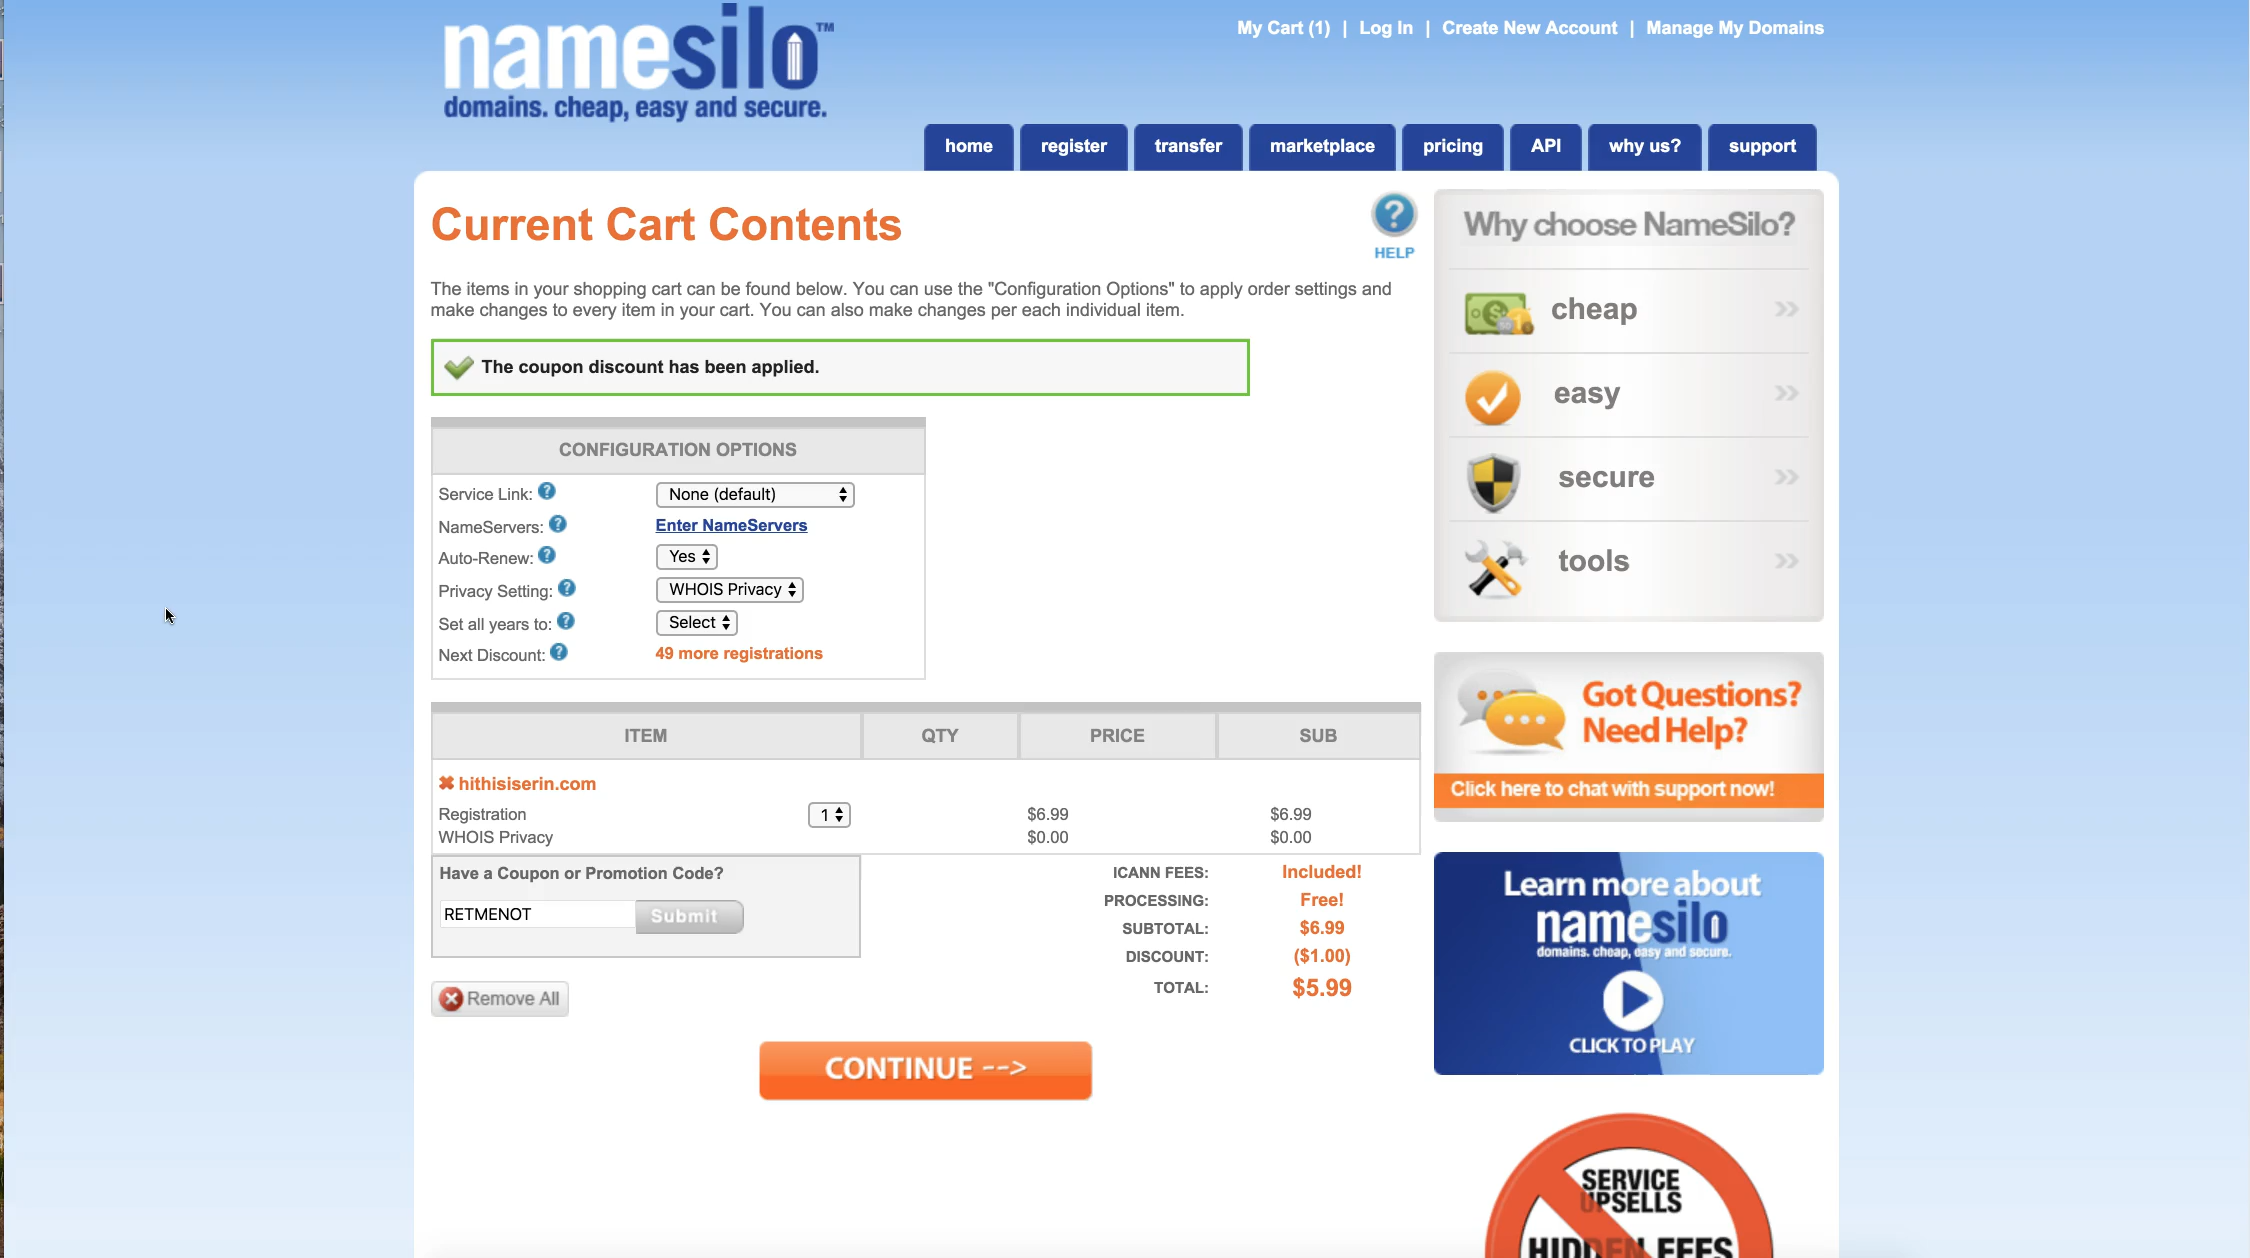 namesilo™
domains. cheap, easy and secure.
My Cart (1) | Log In | Create New Account | Manage My Domains
home register transfer marketplace pricing API why us? support
Current Cart Contents
HELP
The items in your shopping cart can be found below. You can use the "Configuration Options" to apply order settings and
make changes to every item in your cart. You can also make changes per each individual item.
The coupon discount has been applied.
CONFIGURATION OPTIONS
Service Link: None (default)
NameServers: Enter NameServers
Auto-Renew: Yes
Privacy Setting: WHOIS Privacy
Set all years to: Select
Next Discount: 49 more registrations
ITEM QTY PRICE SUB
hithisiserin.com
Registration 1 $6.99 $6.99
WHOIS Privacy $0.00 $0.00
Have a Coupon or Promotion Code?
RETMENOT Submit
ICANN FEES: Included!
PROCESSING: Free!
SUBTOTAL: $6.99
DISCOUNT: ($1.00)
TOTAL: $5.99
Remove All
CONTINUE -->
Why choose NameSilo?
cheap
easy
secure
tools
Got Questions?
Need Help?
Click here to chat with support now!
Learn more about
namesilo
domains. cheap, easy and secure.
CLICK TO PLAY
SERVICE
UPSELLS
HIDDEN FEES